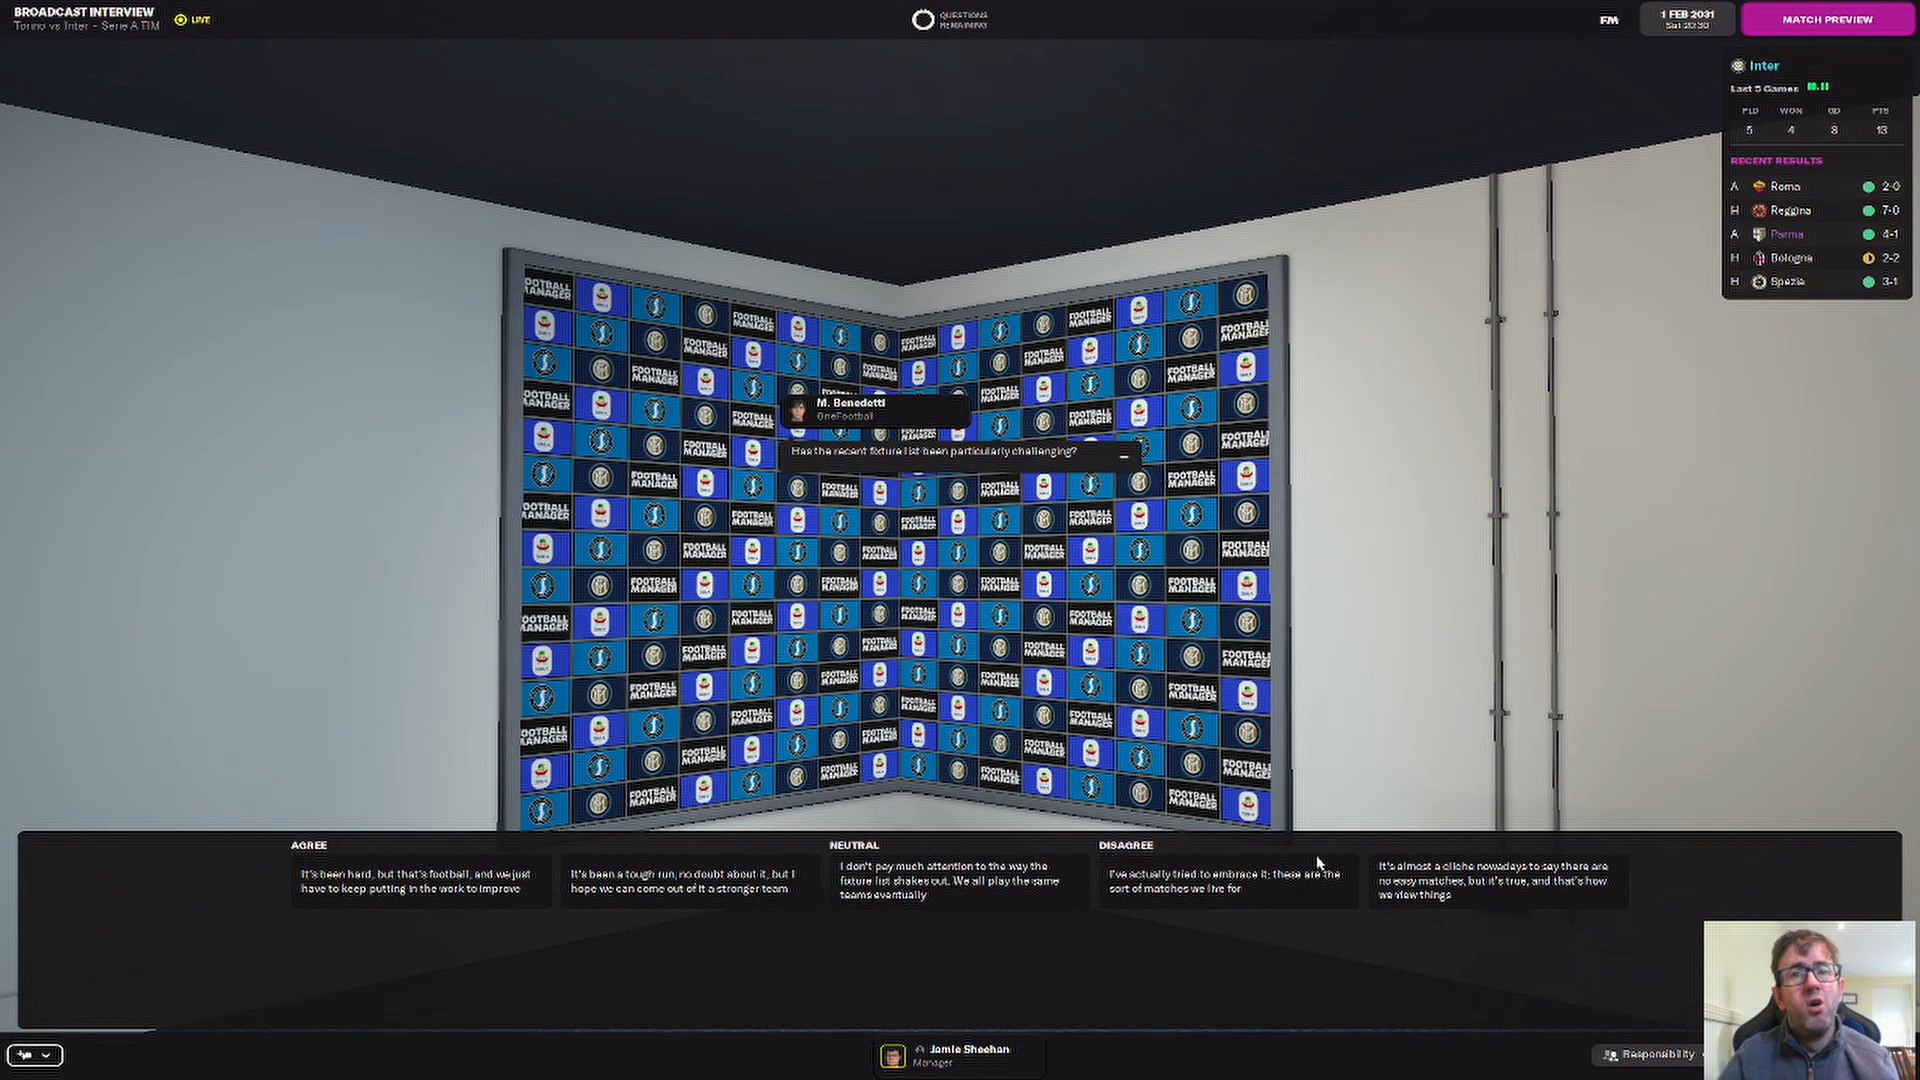 BROADCAST INTERVIEW
Torino vs Inter - Serie A TIM
LIVE
QUESTIONS
REMAINING
FM
1 FEB 2031
Sat 20:30
MATCH PREVIEW
Inter
Last 5 Games
PLD WON GD PTS
5 4 8 13
RECENT RESULTS
A Roma 2-0
H Reggina 7-0
A Parma 4-1
H Bologna 2-2
H Spezia 3-1
FOOTBALL MANAGER
M. Benedetti
OneFootball
Has the recent fixture list been particularly challenging?
AGREE
It's been hard, but that's football, and we just
have to keep putting in the work to improve
It's been a tough run, no doubt about it, but I
hope we can come out of it a stronger team
NEUTRAL
I don't pay much attention to the way the
fixture list shakes out. We all play the same
teams eventually
DISAGREE
I've actually tried to embrace it; these are the
sort of matches we live for
It's almost a cliche nowadays to say there are
no easy matches, but it's true, and that's how
we view things
Jamie Sheehan
Manager
Responsibility